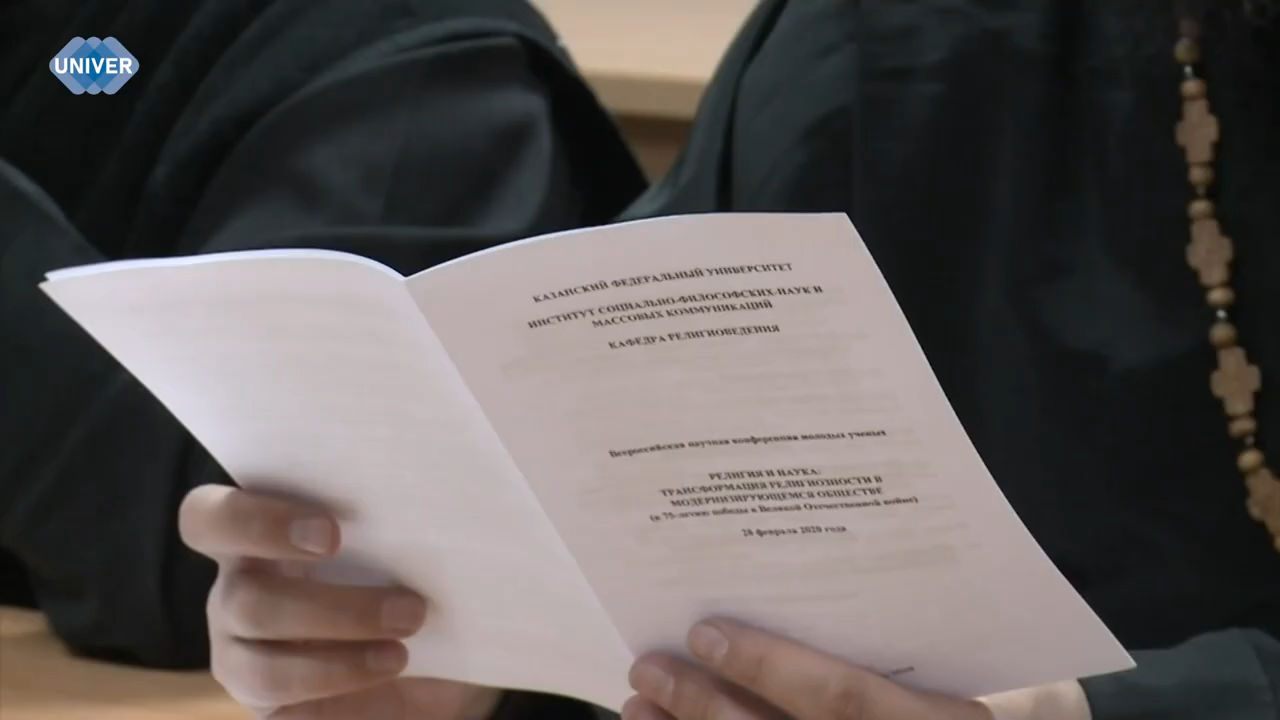 UNIVER
КАЗАНСКИЙ ФЕДЕРАЛЬНЫЙ УНИВЕРСИТЕТ
ИНСТИТУТ СОЦИАЛЬНО-ФИЛОСОФСКИХ НАУК И
МАССОВЫХ КОММУНИКАЦИЙ
КАФЕДРА РЕЛИГИОВЕДЕНИЯ
Всероссийская научная конференция молодых ученых
РЕЛИГИЯ И НАУКА:
ТРАНСФОРМАЦИЯ РЕЛИГИОЗНОСТИ В
МОДЕРНИЗИРУЮЩЕМСЯ ОБЩЕСТВЕ
(к 75-летию победы в Великой Отечественной войне)
28 февраля 2020 года